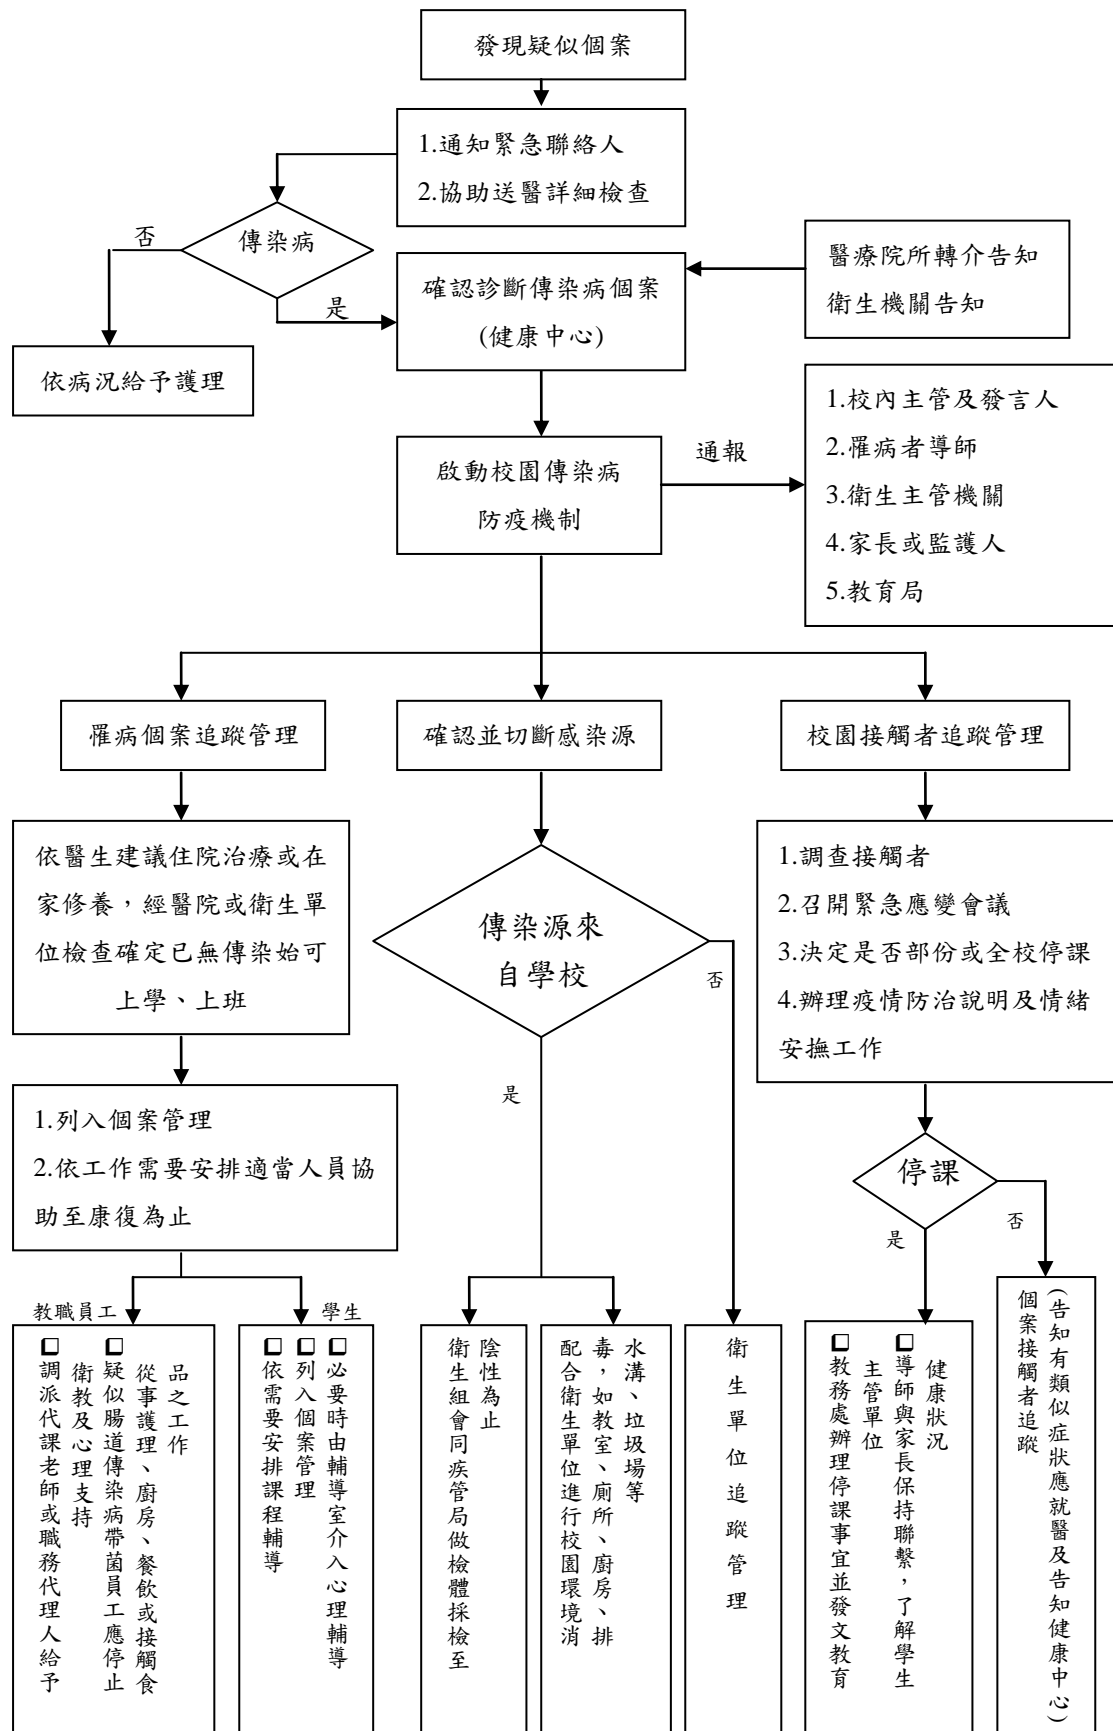 發現疑似個案
1.通知緊急聯絡人
2.協助送醫詳細檢查
否
傳染病
是
確認診斷傳染病個案
(健康中心)
醫療院所轉介告知
衛生機關告知
依病況給予護理
啟動校園傳染病
防疫機制
通報
1.校內主管及發言人
2.罹病者導師
3.衛生主管機關
4.家長或監護人
5.教育局
罹病個案追蹤管理
確認並切斷感染源
校園接觸者追蹤管理
依醫生建議住院治療或在
家修養，經醫院或衛生單
位檢查確定已無傳染始可
上學、上班
傳染源來
自學校
否
是
1.調查接觸者
2.召開緊急應變會議
3.決定是否部份或全校停課
4.辦理疫情防治說明及情緒
安撫工作
1.列入個案管理
2.依工作需要安排適當人員協
助至康復為止
停課
是
否
教職員工
❑調派代課老師或職務代理人給予
衛教及心理支持
❑疑似腸道傳染病帶菌員工應停止
從事護理、廚房、餐飲或接觸食
品之工作
學生
❑依需要安排課程輔導
❑列入個案管理
❑必要時由輔導室介入心理輔導
衛生組會同疾管局做檢體採檢至
陰性為止
配合衛生單位進行校園環境消
毒，如教室、廁所、廚房、排
水溝、垃圾場等
衛生單位追蹤管理
❑教務處辦理停課事宜並發文教育
主管單位
❑導師與家長保持聯繫，了解學生
健康狀況
個案接觸者追蹤
(告知有類似症狀應就醫及告知健康中心)